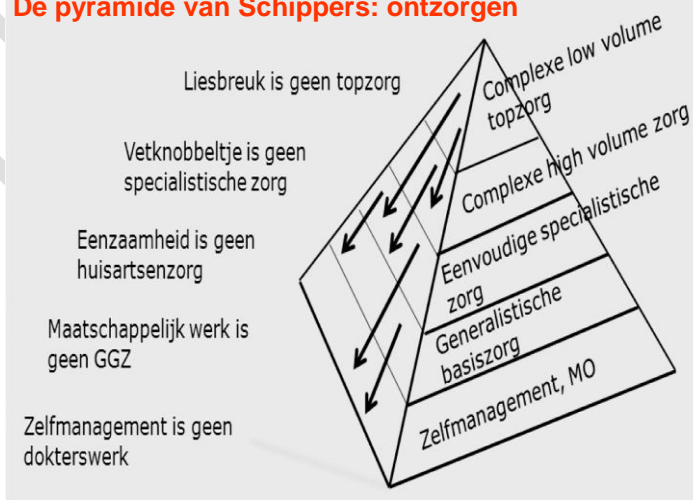 De pyramide van Schippers: ontzorgen
Liesbreuk is geen topzorg
Vetknobbeltje is geen
specialistische zorg
Eenzaamheid is geen
huisartsenzorg
Maatschappelijk werk is
geen GGZ
Zelfmanagement is geen
dokterswerk
Complexe low volume
topzorg
Complexe high volume zorg
Eenvoudige specialistische
zorg
Generalistische
basiszorg
Zelfmanagement, MO